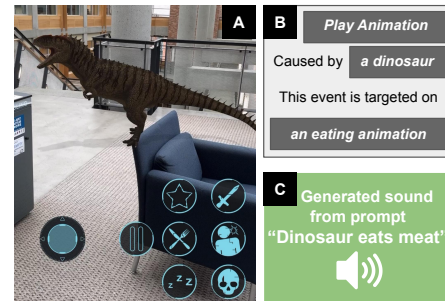 A
B
Play Animation
Caused by a dinosaur
This event is targeted on
an eating animation
C
Generated sound
from prompt
“Dinosaur eats meat”
z z z